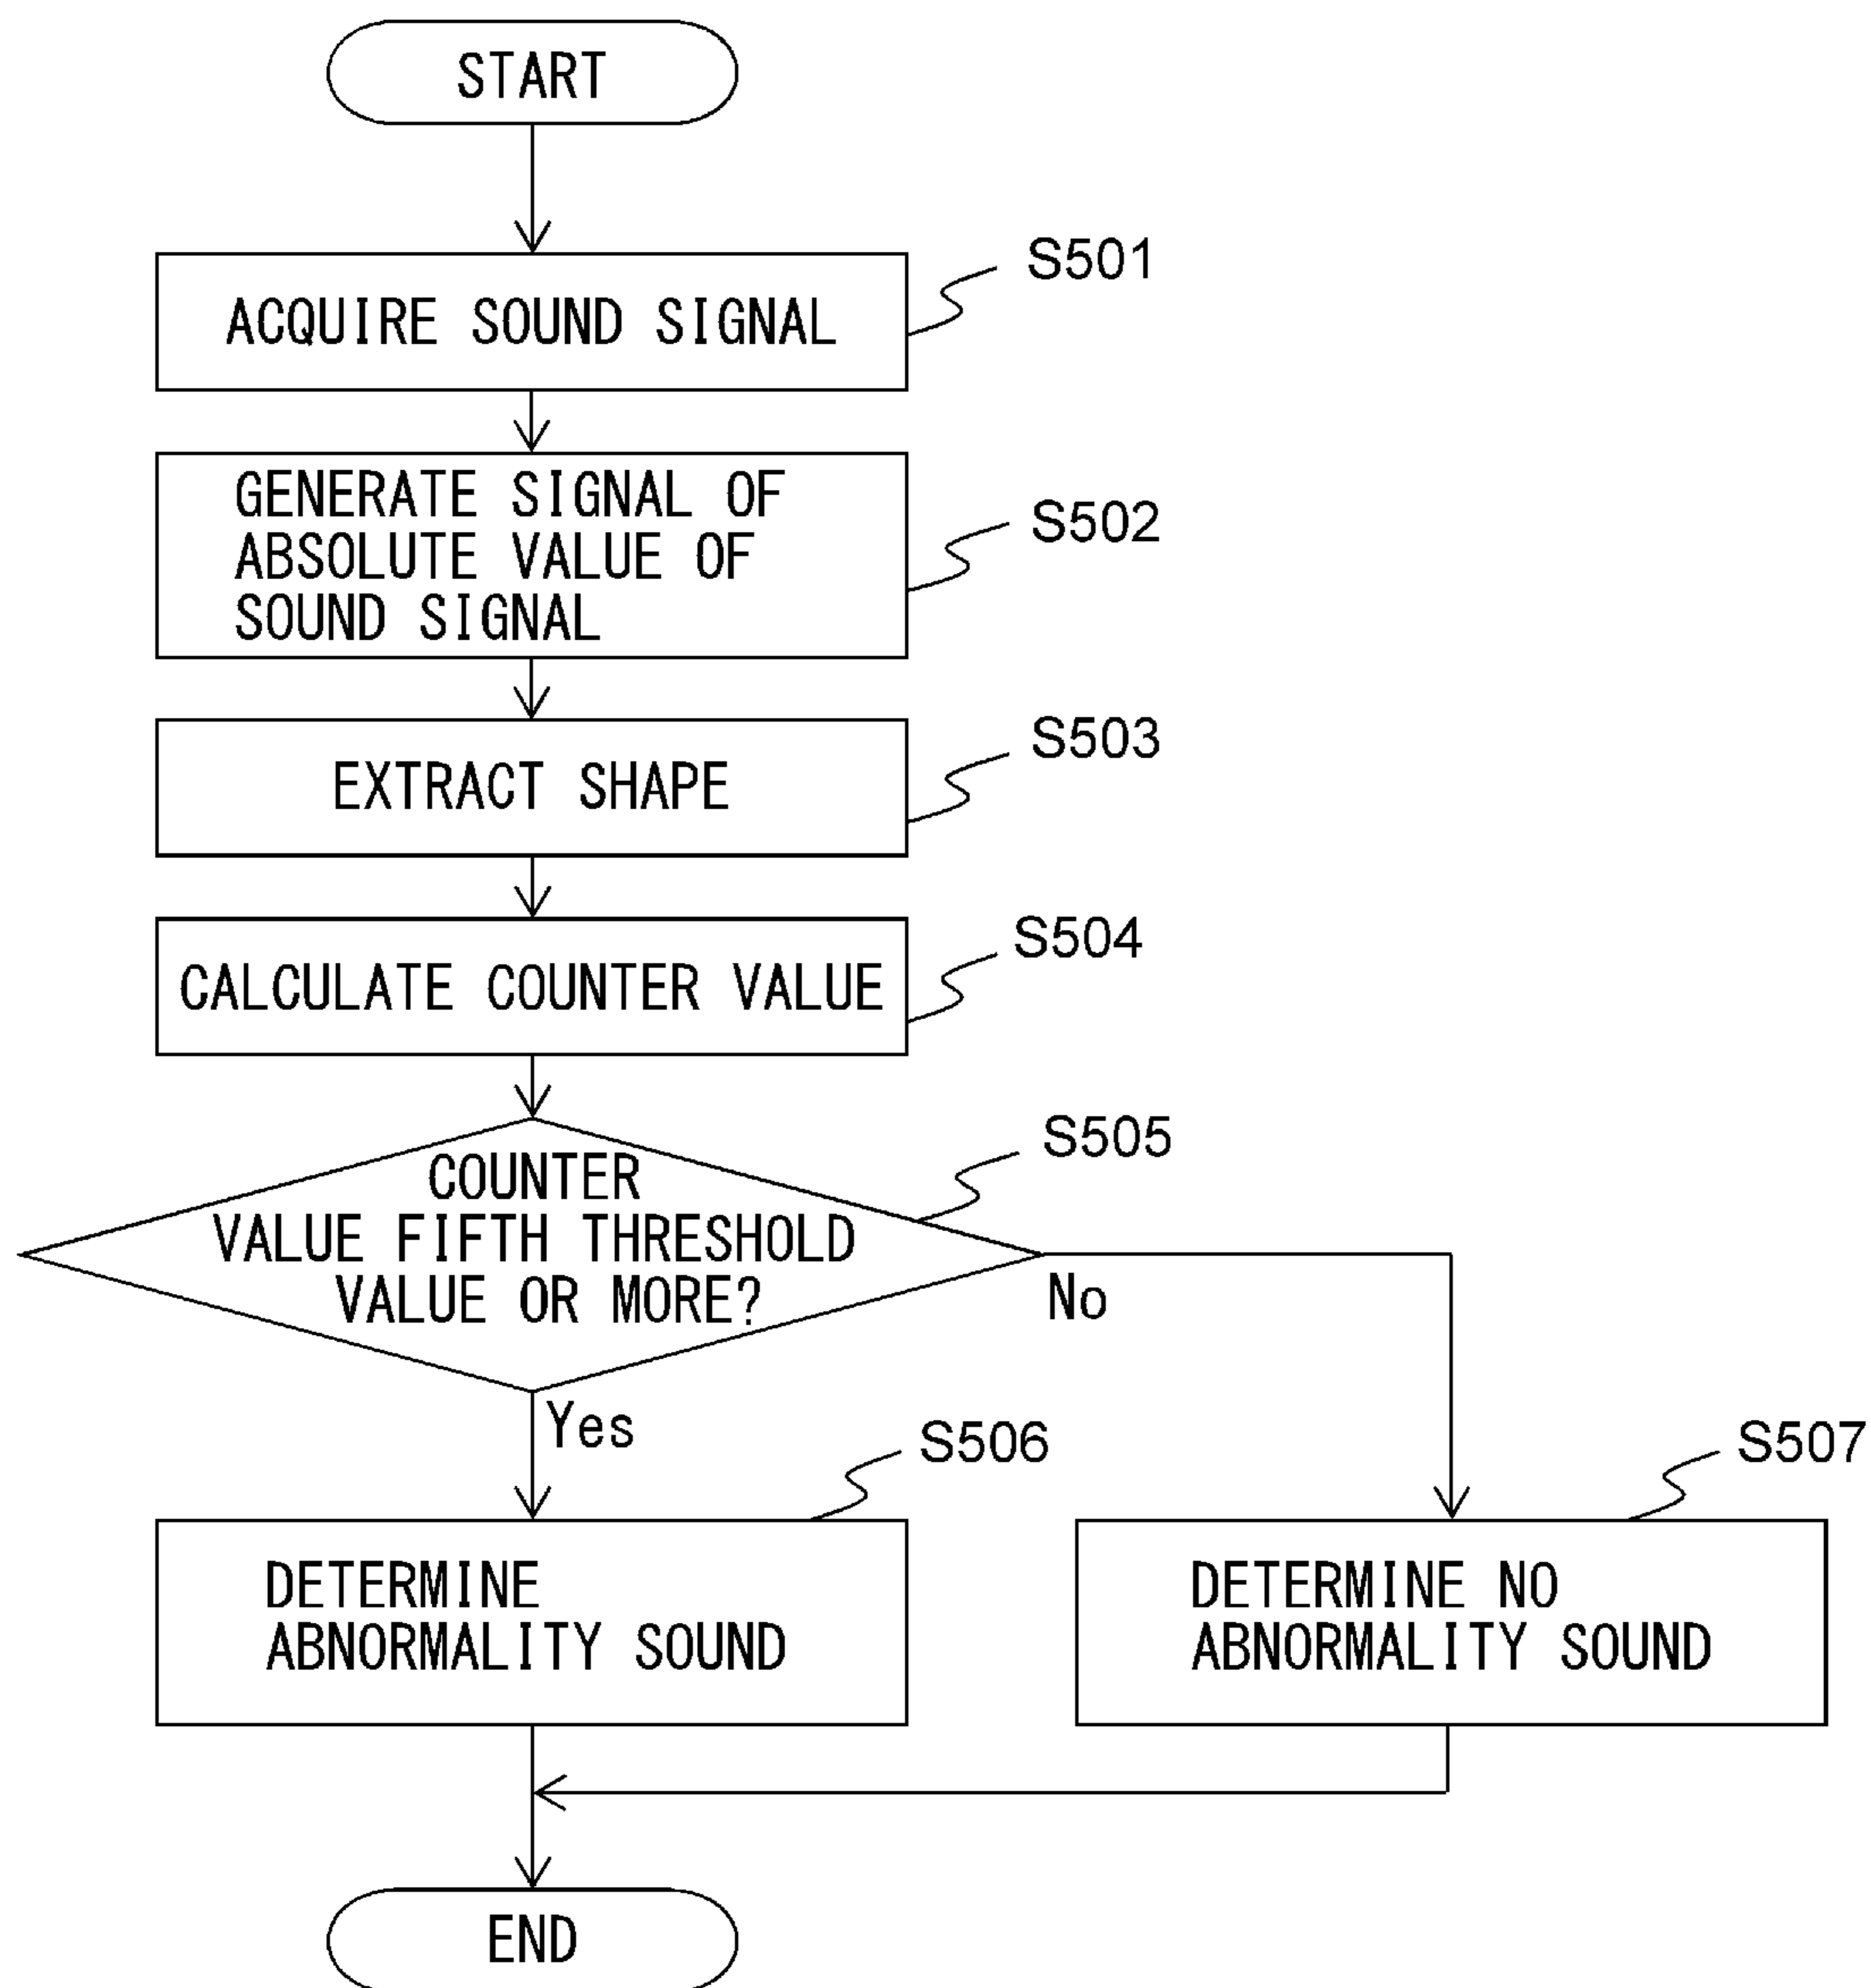 START
S501
ACQUIRE SOUND SIGNAL
GENERATE SIGNAL OF
ABSOLUTE VALUE OF
SOUND SIGNAL
S502
S503
EXTRACT SHAPE
S504
CALCULATE COUNTER VALUE
S505
COUNTER
VALUE FIFTH THRESHOLD
VALUE OR MORE?
No
Yes
S506
S507
DETERMINE
ABNORMALITY SOUND
DETERMINE NO
ABNORMALITY SOUND
END